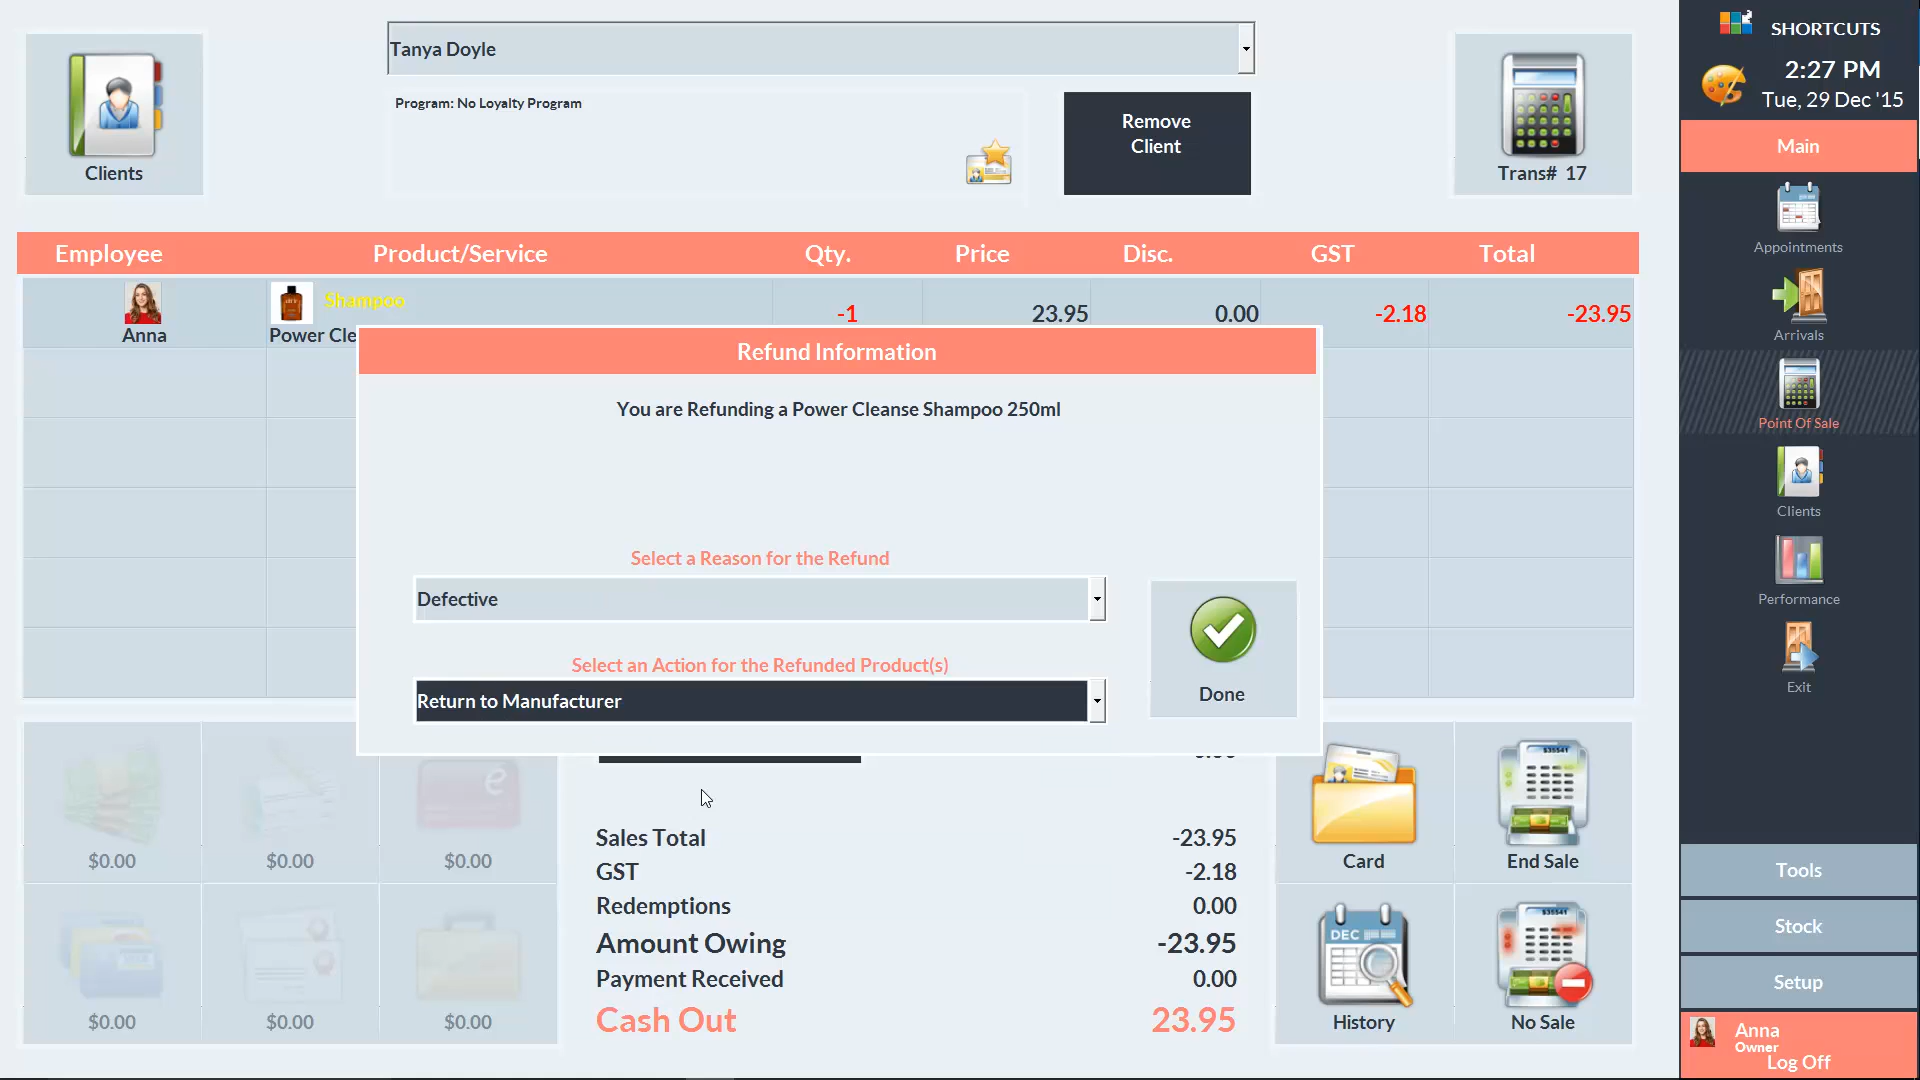 Tanya Doyle
Clients
Program: No Loyalty Program
Remove
Client
Trans# 17
Employee Product/Service Qty. Price Disc. GST Total
Shampoo
Anna Power Cle -1 23.95 0.00 -2.18 -23.95
Refund Information
You are Refunding a Power Cleanse Shampoo 250ml
Select a Reason for the Refund
Defective
Select an Action for the Refunded Product(s)
Return to Manufacturer
Done
$0.00 $0.00 $0.00
$0.00 $0.00 $0.00
Sales Total -23.95
GST -2.18
Redemptions 0.00
Amount Owing -23.95
Payment Received 0.00
Cash Out 23.95
Card
End Sale
DEC
History
No Sale
SHORTCUTS
2:27 PM
Tue, 29 Dec '15
Main
Appointments
Arrivals
Point Of Sale
Clients
Performance
Exit
Tools
Stock
Setup
Anna
Owner
Log Off